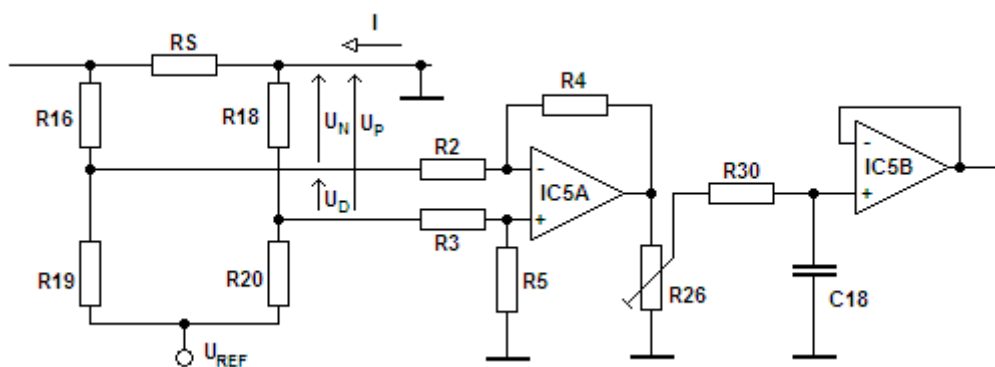 I
RS
R16
R18
U_N
U_P
R4
R2
-
IC5A
+
U_D
R3
R5
R19
R20
U_REF
R26
R30
-
IC5B
+
C18